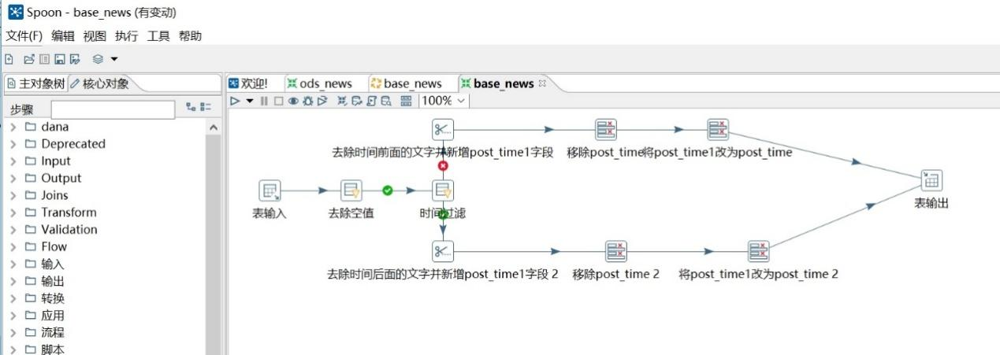 Spoon - base_news (有变动)
文件(F) 编辑 视图 执行 工具 帮助
主对象树 核心对象
欢迎! ods_news base_news base_news
步骤
100%
dana
Deprecated
Input
Output
Joins
Transform
Validation
Flow
输入
输出
转换
应用
流程
脚本
去除时间前面的文字并新增post_time1字段 移除post_time 将post_time1改为post_time
表输入 去除空值 时间过滤 表输出
去除时间后面的文字并新增post_time1字段 2 移除post_time 2 将post_time1改为post_time 2